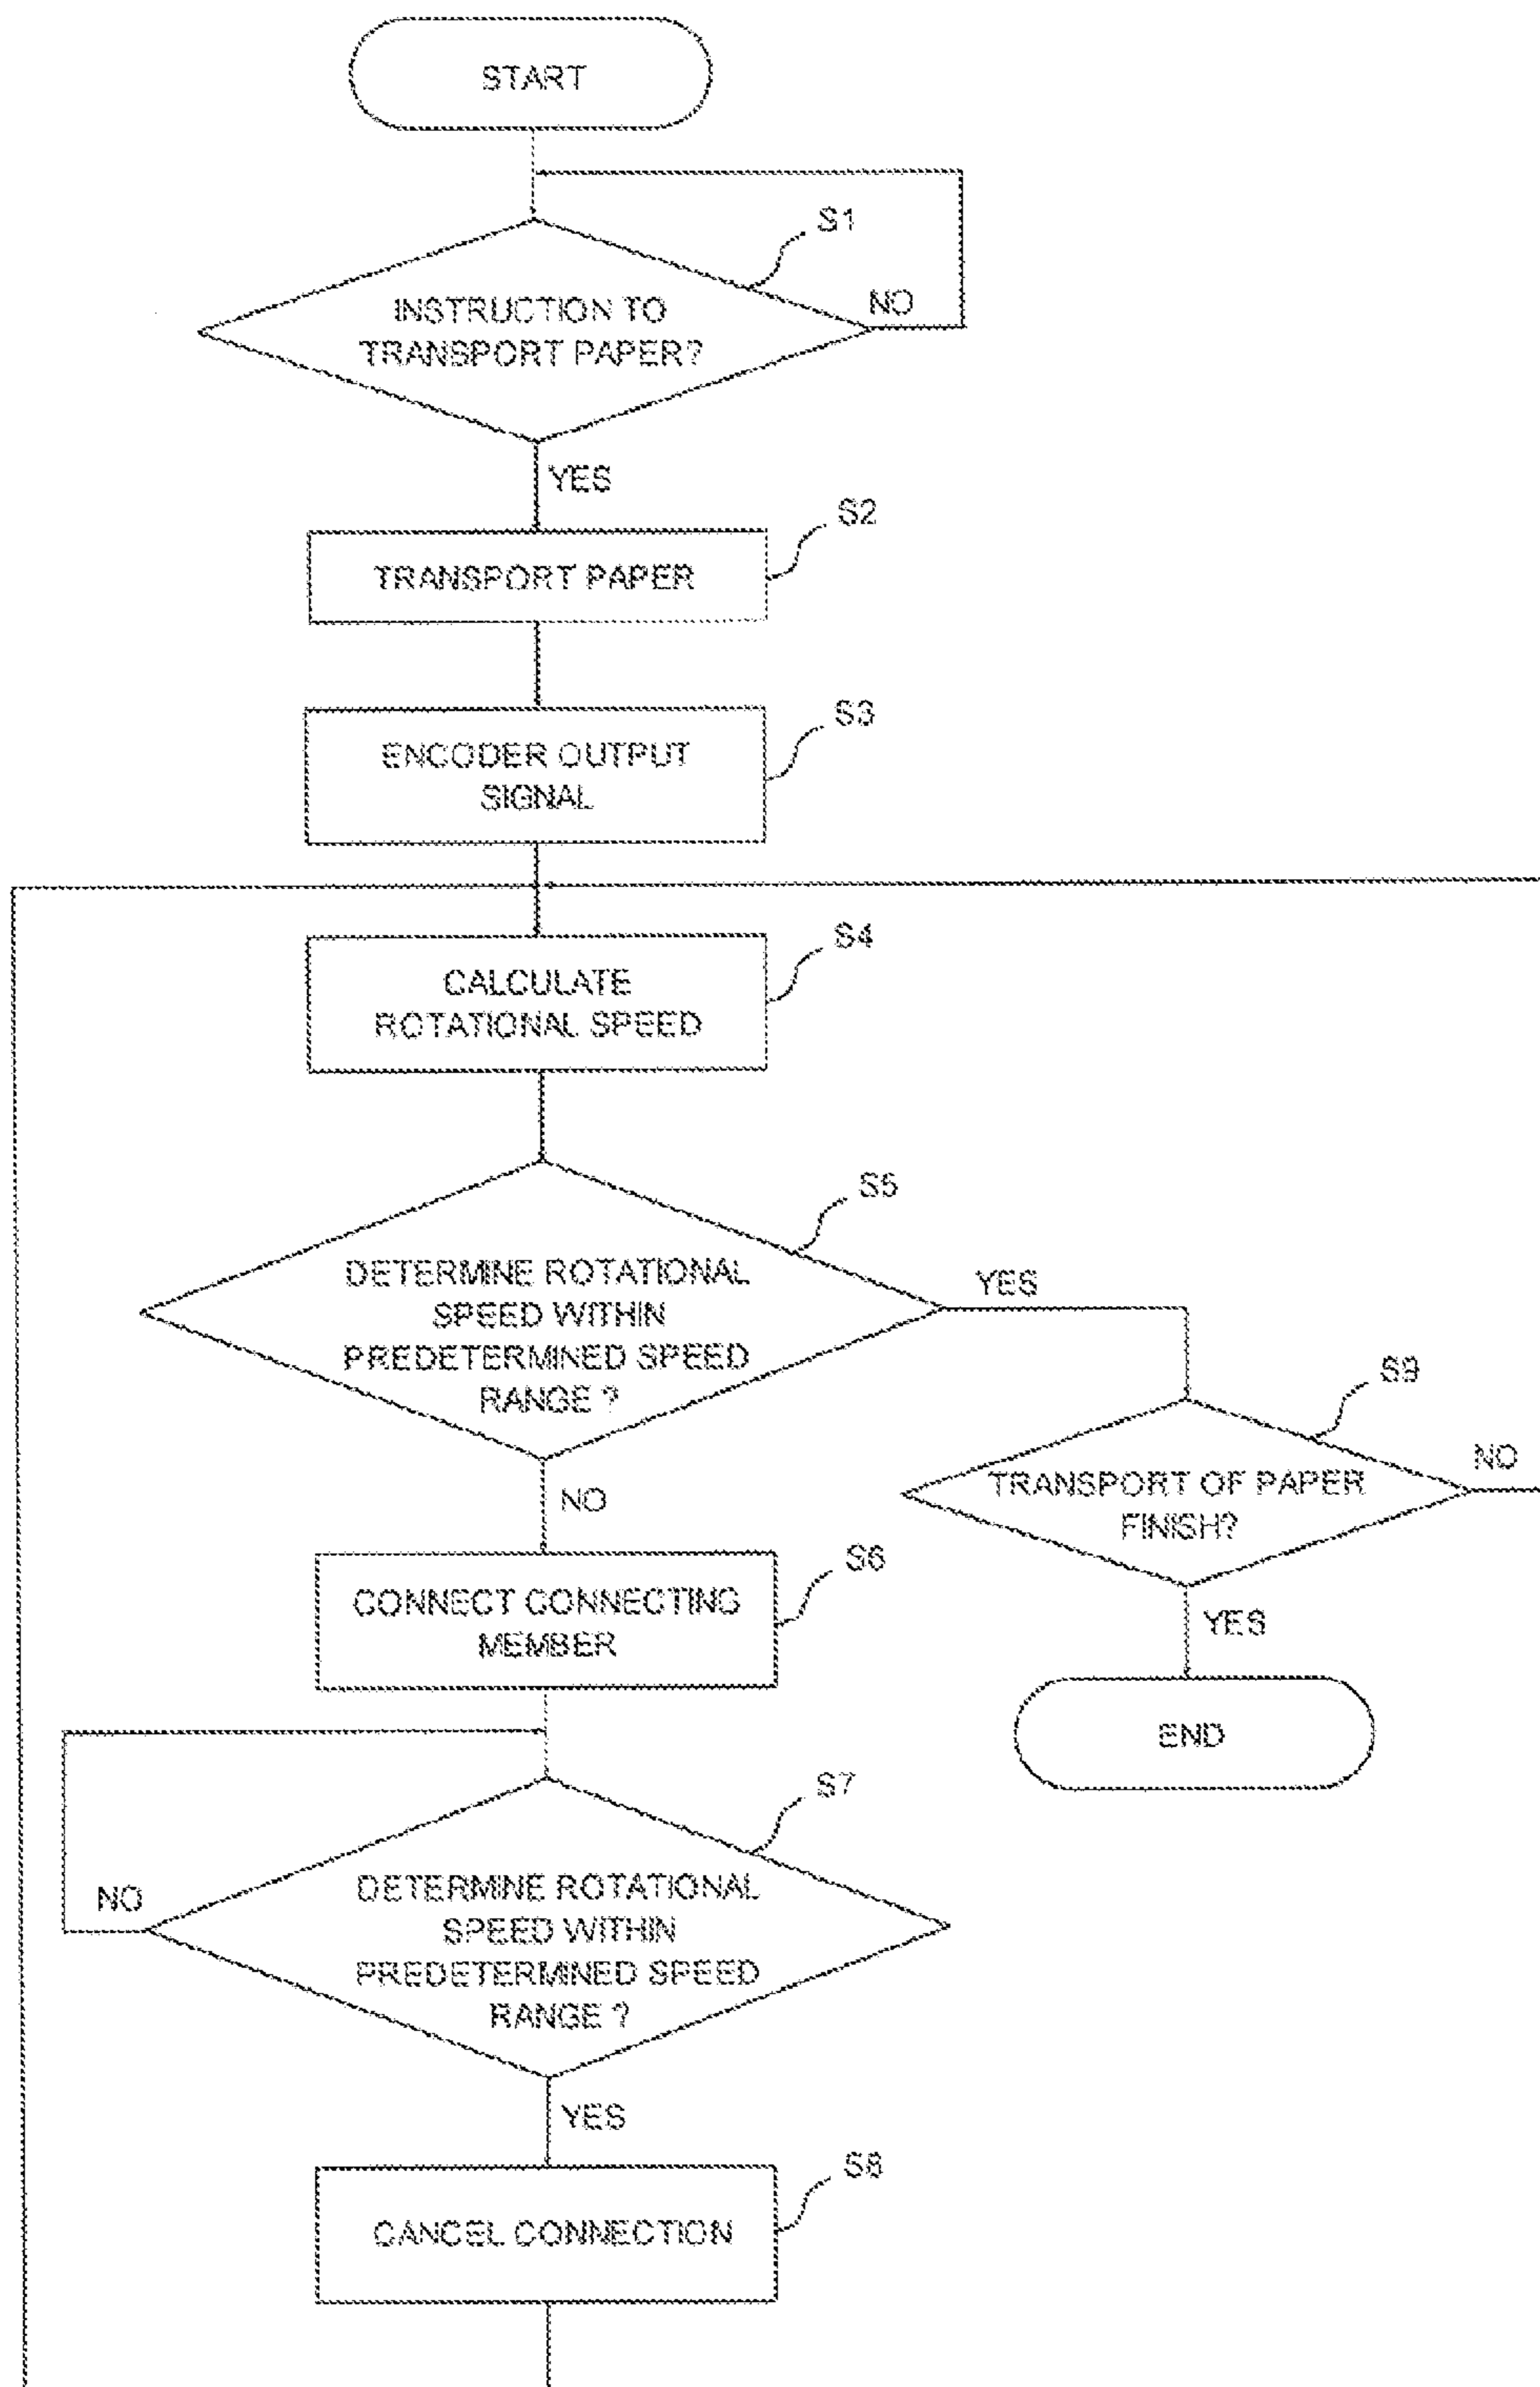 START
S1
INSTRUCTION TO
TRANSPORT PAPER?
NO
YES
S2
TRANSPORT PAPER
S3
ENCODER OUTPUT
SIGNAL
S4
CALCULATE
ROTATIONAL SPEED
S5
DETERMINE ROTATIONAL
SPEED WITHIN
PREDETERMINED SPEED
RANGE ?
YES
S9
TRANSPORT OF PAPER
FINISH?
NO
YES
END
NO
S6
CONNECT CONNECTING
MEMBER
S7
DETERMINE ROTATIONAL
SPEED WITHIN
PREDETERMINED SPEED
RANGE ?
NO
YES
S8
CANCEL CONNECTION